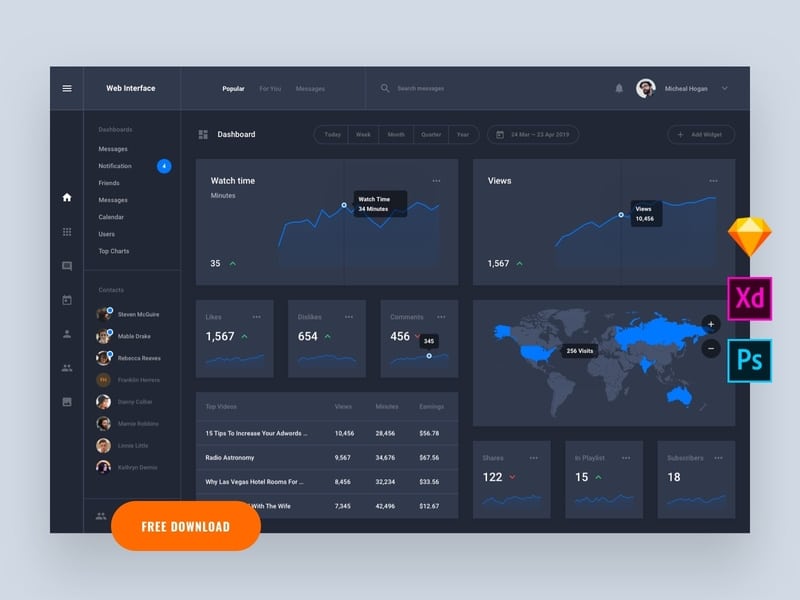 Web Interface
Popular For You Messages
Search messages
Micheal Hogan
Dashboards
Messages
Notification 4
Friends
Messages
Calendar
Users
Top Charts
Contacts
Steven McGuire
Mable Drake
Rebecca Reeves
FH Franklin Herrera
Danny Collier
Mamie Robbins
Linnie Little
Kathryn Dennis
Dashboard
Today Week Month Quarter Year
24 Mar – 23 Apr 2019
+ Add Widget
Watch time
Minutes
Watch Time
34 Minutes
35
Views
Views
10,456
1,567
Likes
1,567
Dislikes
654
Comments
456
345
256 Visits
+
−
Top Videos Views Minutes Earnings
15 Tips To Increase Your Adwords ... 10,456 28,456 $56.78
Radio Astronomy 9,567 34,676 $67.56
Why Las Vegas Hotel Rooms For ... 8,456 32,234 $33.56
With The Wife 7,345 42,496 $12.67
Shares
122
In Playlist
15
Subscribers
18
Xd
Ps
FREE DOWNLOAD